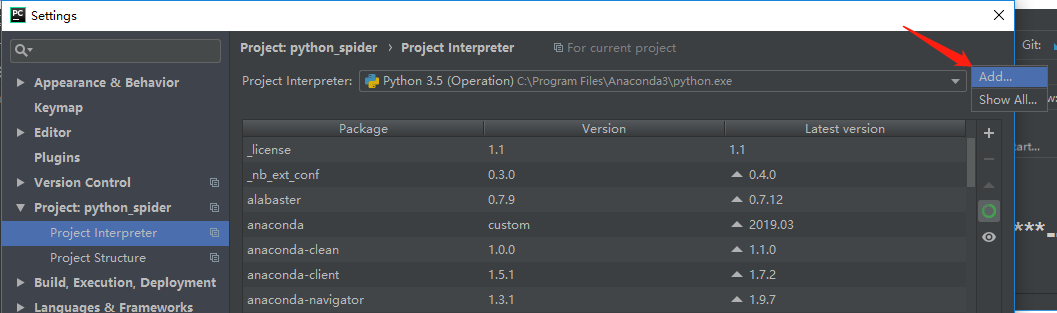 PC
Settings
Project: python_spider › Project Interpreter For current project
Git:
Project Interpreter: Python 3.5 (Operation) C:\Program Files\Anaconda3\python.exe
Add...
Show All...
Appearance & Behavior
Keymap
Editor
Plugins
Version Control
Project: python_spider
Project Interpreter
Project Structure
Build, Execution, Deployment
Languages & Frameworks
Package Version Latest version
_license 1.1 1.1
_nb_ext_conf 0.3.0 0.4.0
alabaster 0.7.9 0.7.12
anaconda custom 2019.03
anaconda-clean 1.0.0 1.1.0
anaconda-client 1.5.1 1.7.2
anaconda-navigator 1.3.1 1.9.7
tart...